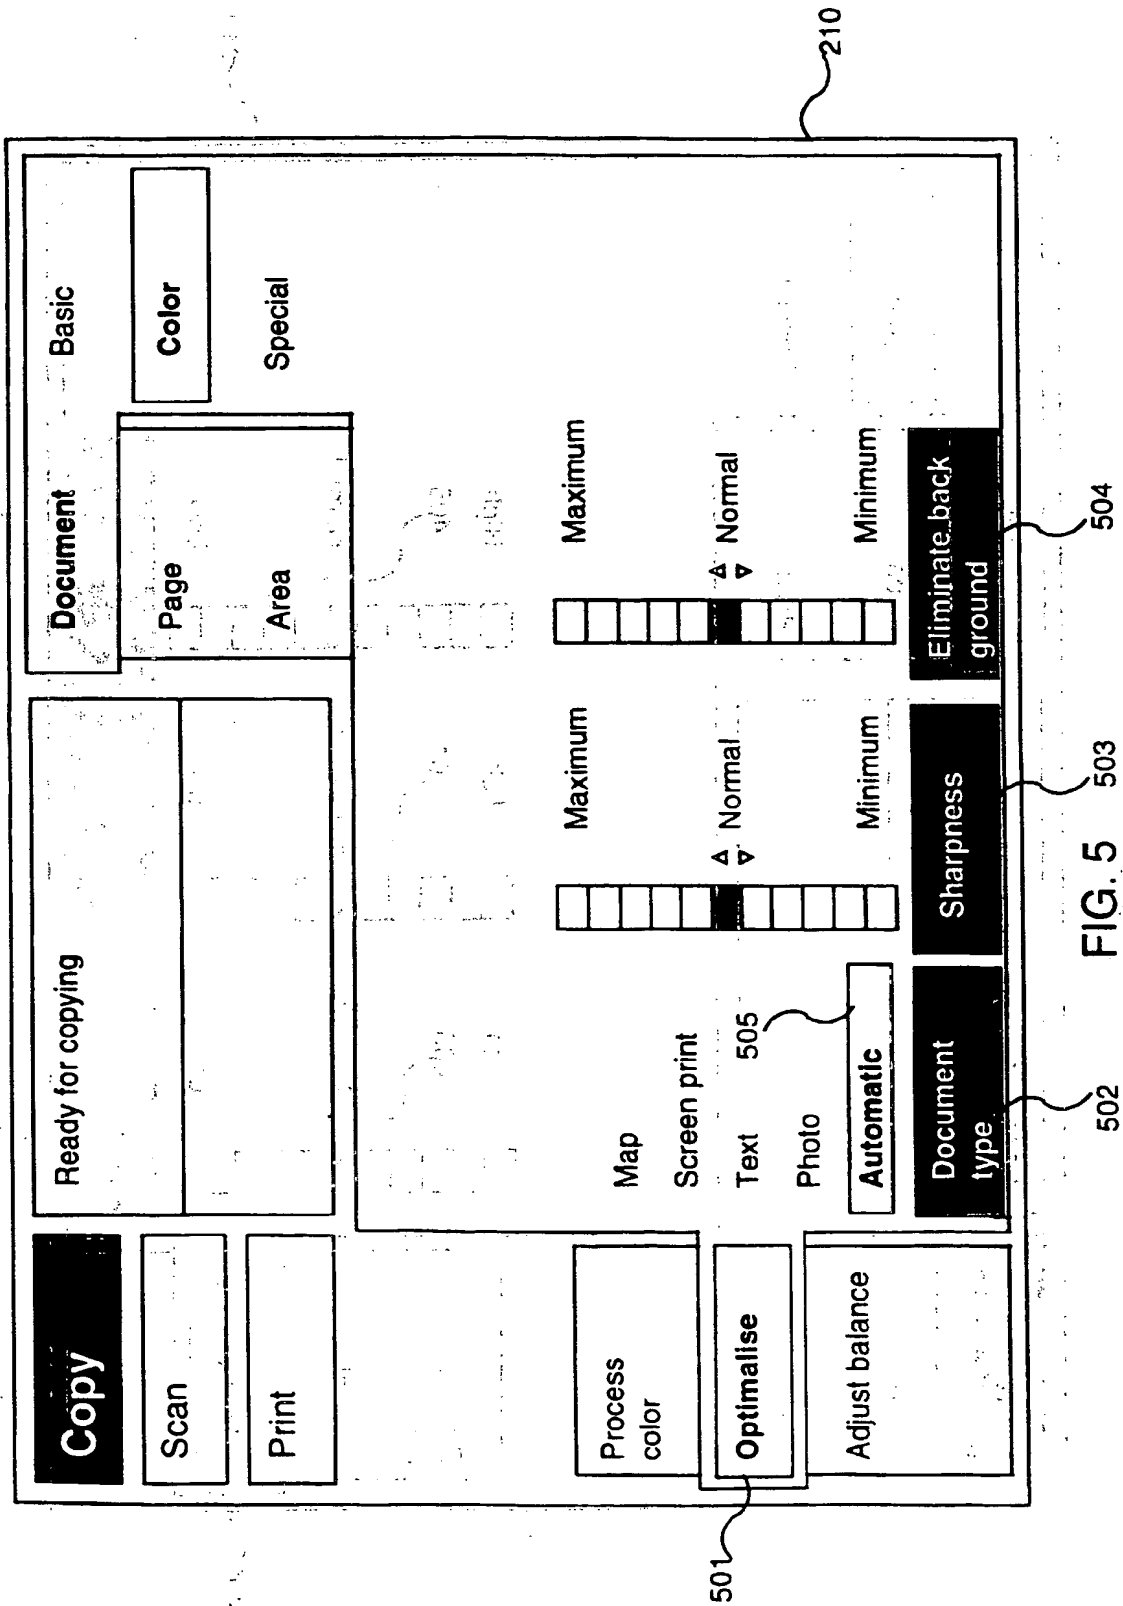 Copy
Scan
Print
Ready for copying
Document
Page
Area
Basic
Color
Special
Process
color
Optimalise
Adjust balance
501
Map
Screen print
Text
Photo
Automatic
505
Document
type
502
Maximum
Normal
Minimum
Sharpness
503
Maximum
Normal
Minimum
Eliminate back
ground
504
210
FIG. 5